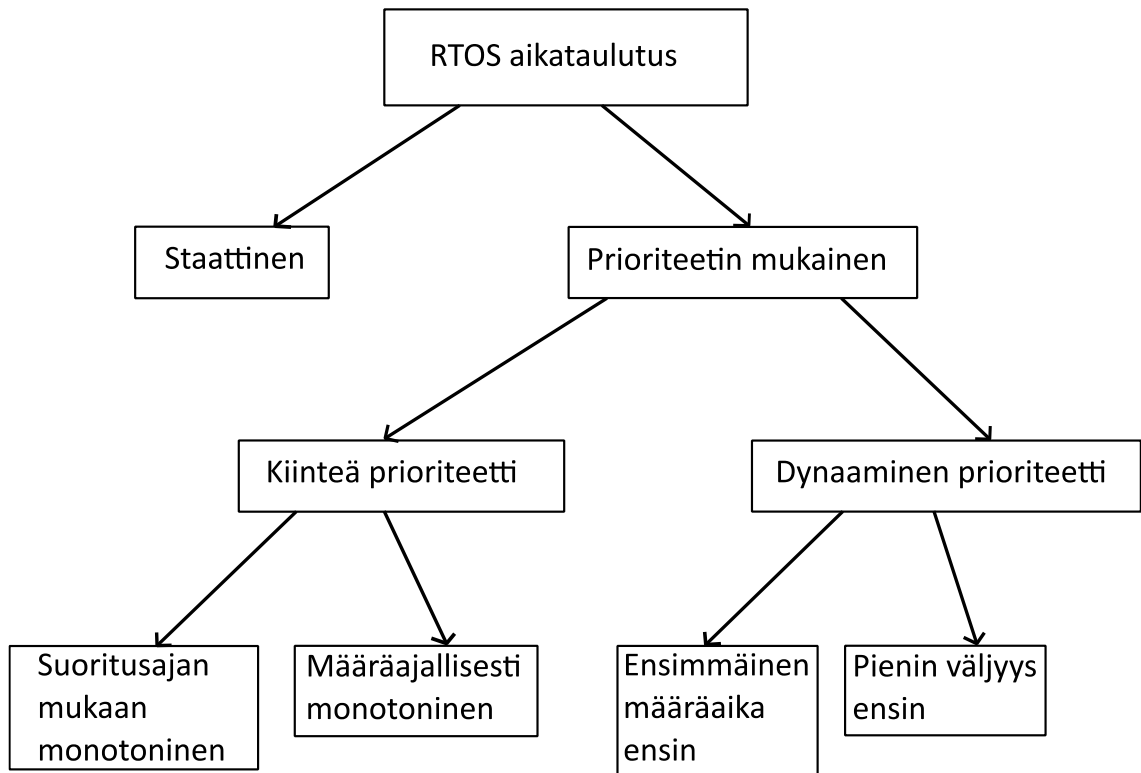 RTOS aikataulutus
Staattinen
Prioriteetin mukainen
Kiinteä prioriteetti
Dynaaminen prioriteetti
Suoritusajan
mukaan
monotoninen
Määräajallisesti
monotoninen
Ensimmäinen
määräaika
ensin
Pienin väljyys
ensin